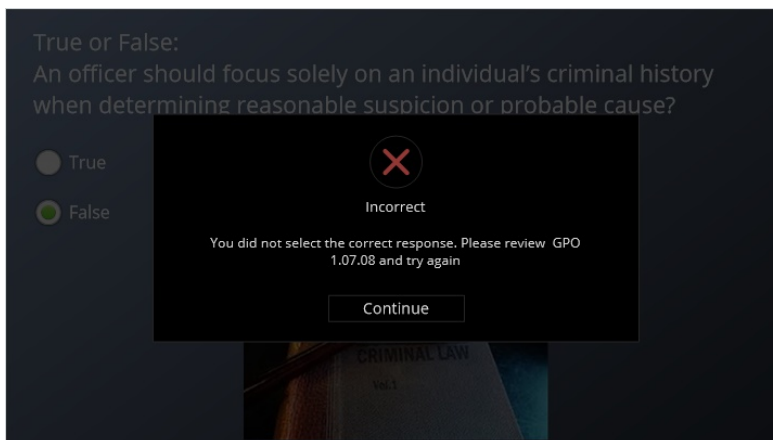 True or False:
An officer should focus solely on an individual's criminal history
when determining reasonable suspicion or probable cause?
True
False
Incorrect
You did not select the correct response. Please review GPO
1.07.08 and try again
Continue
CRIMINAL LAW
Vol.1